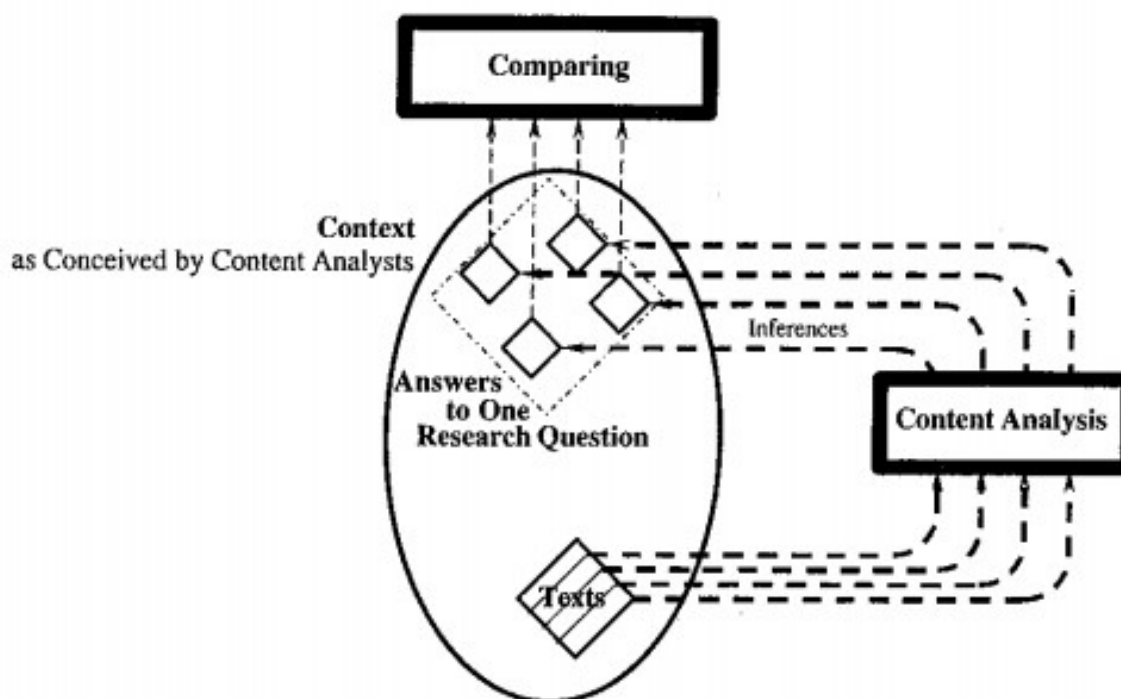 Comparing
Context
as Conceived by Content Analysts
Inferences
Answers
to One
Research Question
Content Analysis
Texts